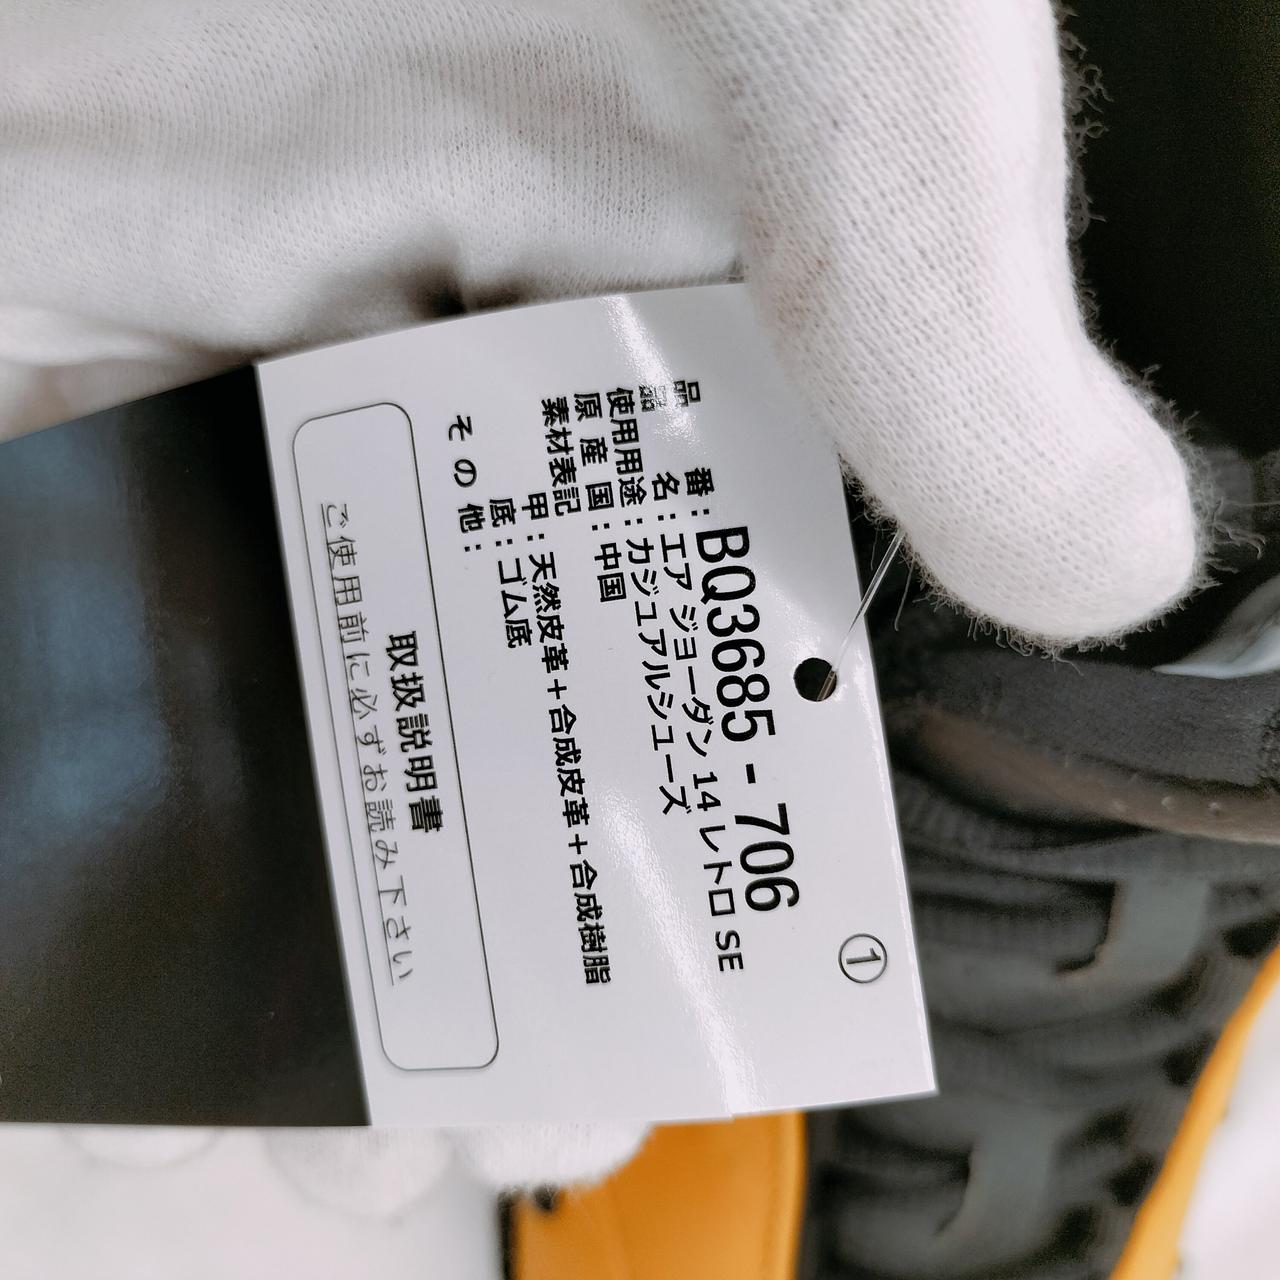 ①
品番：BQ3685 - 706
品名：エア ジョーダン 14 レトロ SE
使用用途：カジュアルシューズ
原産国：中国
素材表記
甲：天然皮革＋合成皮革＋合成樹脂
底：ゴム底
その他：
取扱説明書
ご使用前に必ずお読み下さい